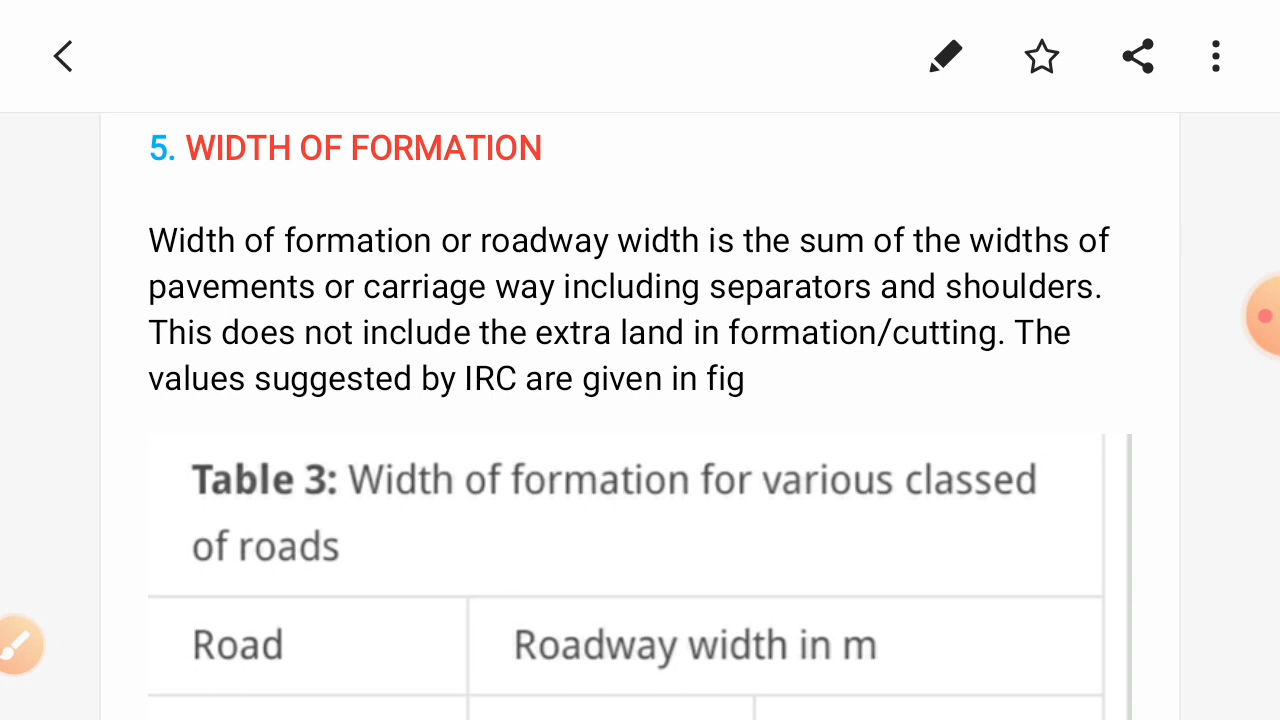 5. WIDTH OF FORMATION
Width of formation or roadway width is the sum of the widths of
pavements or carriage way including separators and shoulders.
This does not include the extra land in formation/cutting. The
values suggested by IRC are given in fig
Table 3: Width of formation for various classed
of roads
Road Roadway width in m